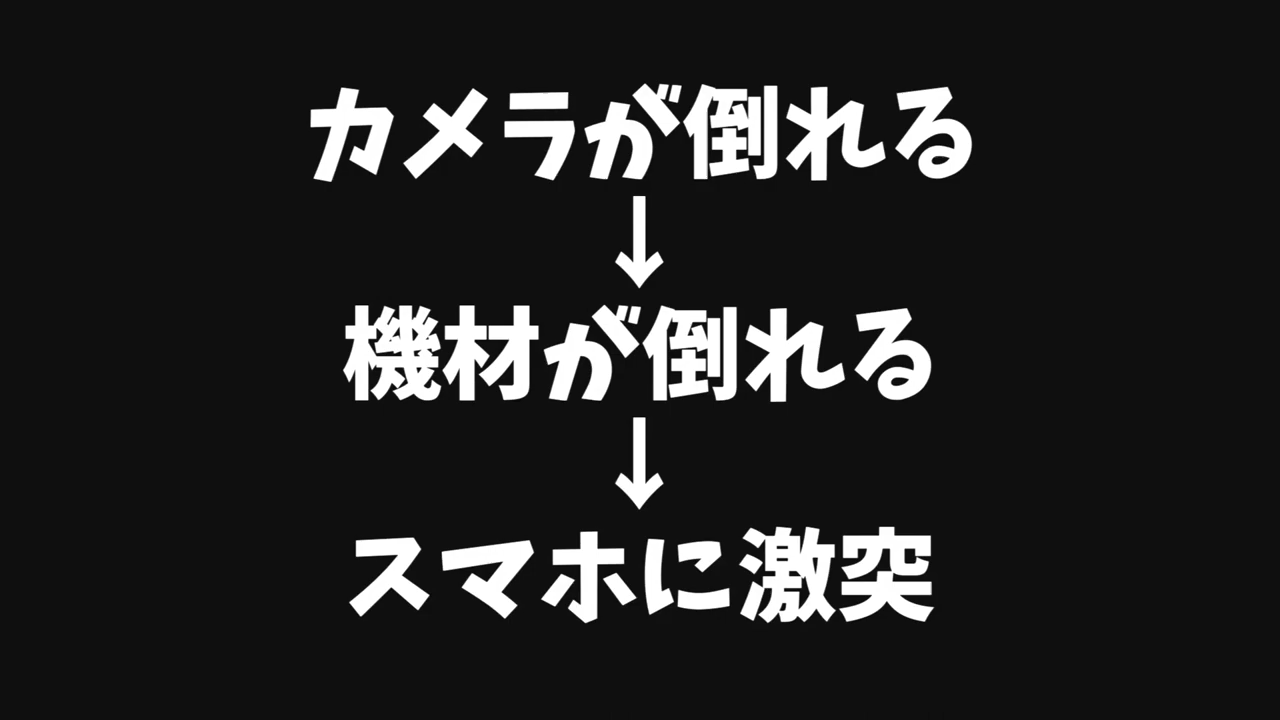 カメラが倒れる
↓
機材が倒れる
↓
スマホに激突